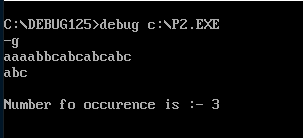 C:\DEBUG125>debug c:\P2.EXE
-g
aaaabbcabcabcabc
abc
Number fo occurence is :- 3